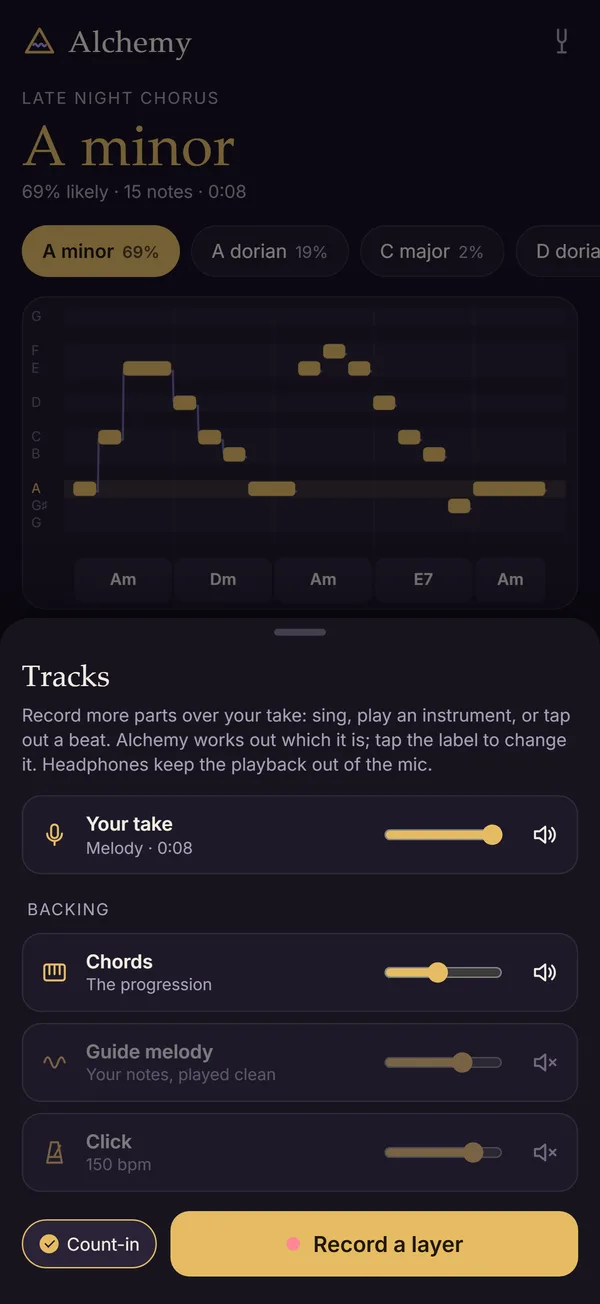 Alchemy
LATE NIGHT CHORUS
A minor
69% likely · 15 notes · 0:08
A minor 69%
A dorian 19%
C major 2%
D doria
G
F
E
D
C
B
A
G♯
G
Am
Dm
Am
E7
Am
Tracks
Record more parts over your take: sing, play an instrument, or tap
out a beat. Alchemy works out which it is; tap the label to change
it. Headphones keep the playback out of the mic.
Your take
Melody · 0:08
BACKING
Chords
The progression
Guide melody
Your notes, played clean
Click
150 bpm
Count-in
Record a layer